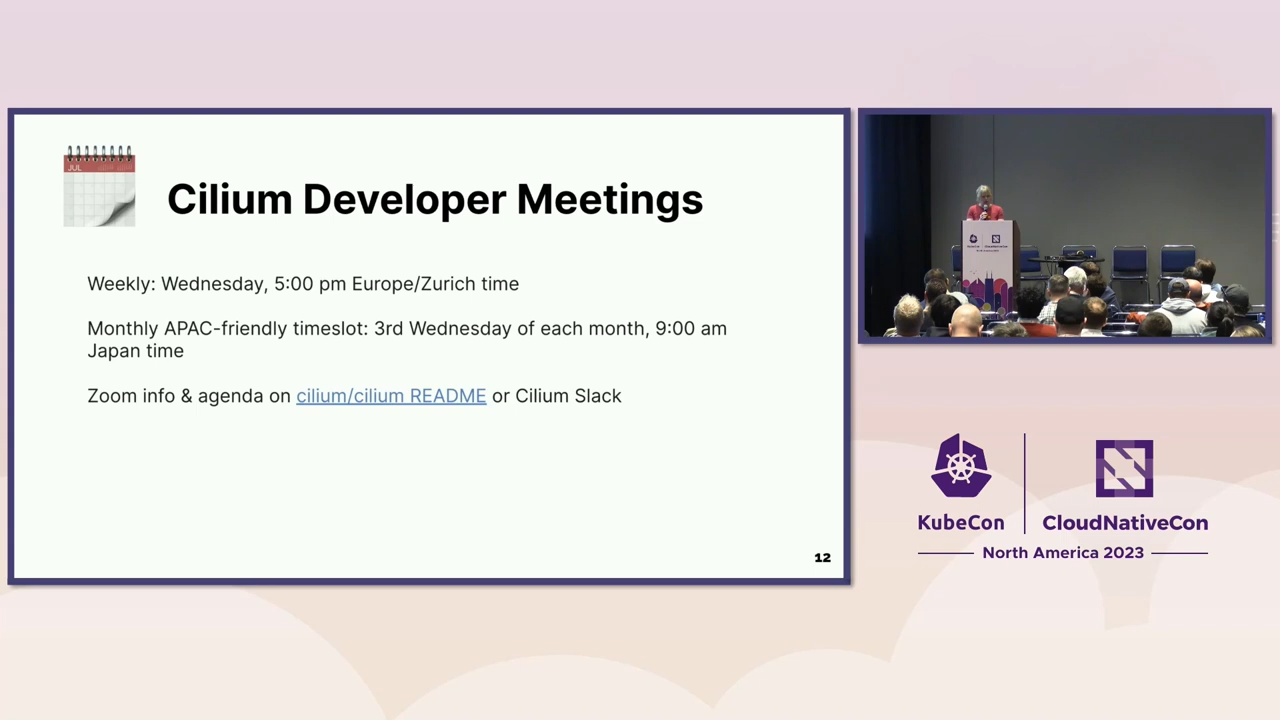 JUL
Cilium Developer Meetings
Weekly: Wednesday, 5:00 pm Europe/Zurich time
Monthly APAC-friendly timeslot: 3rd Wednesday of each month, 9:00 am
Japan time
Zoom info & agenda on cilium/cilium README or Cilium Slack
12
KubeCon
CloudNativeCon
North America 2023